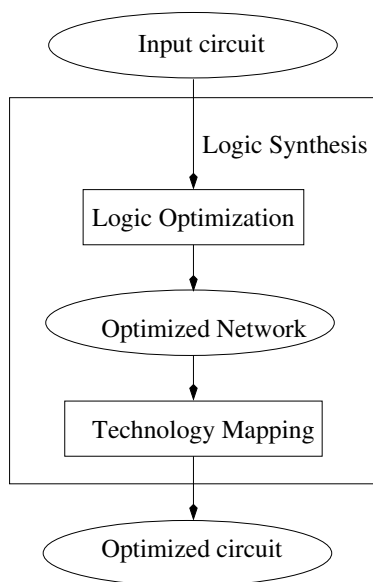 Input circuit
Logic Synthesis
Logic Optimization
Optimized Network
Technology Mapping
Optimized circuit